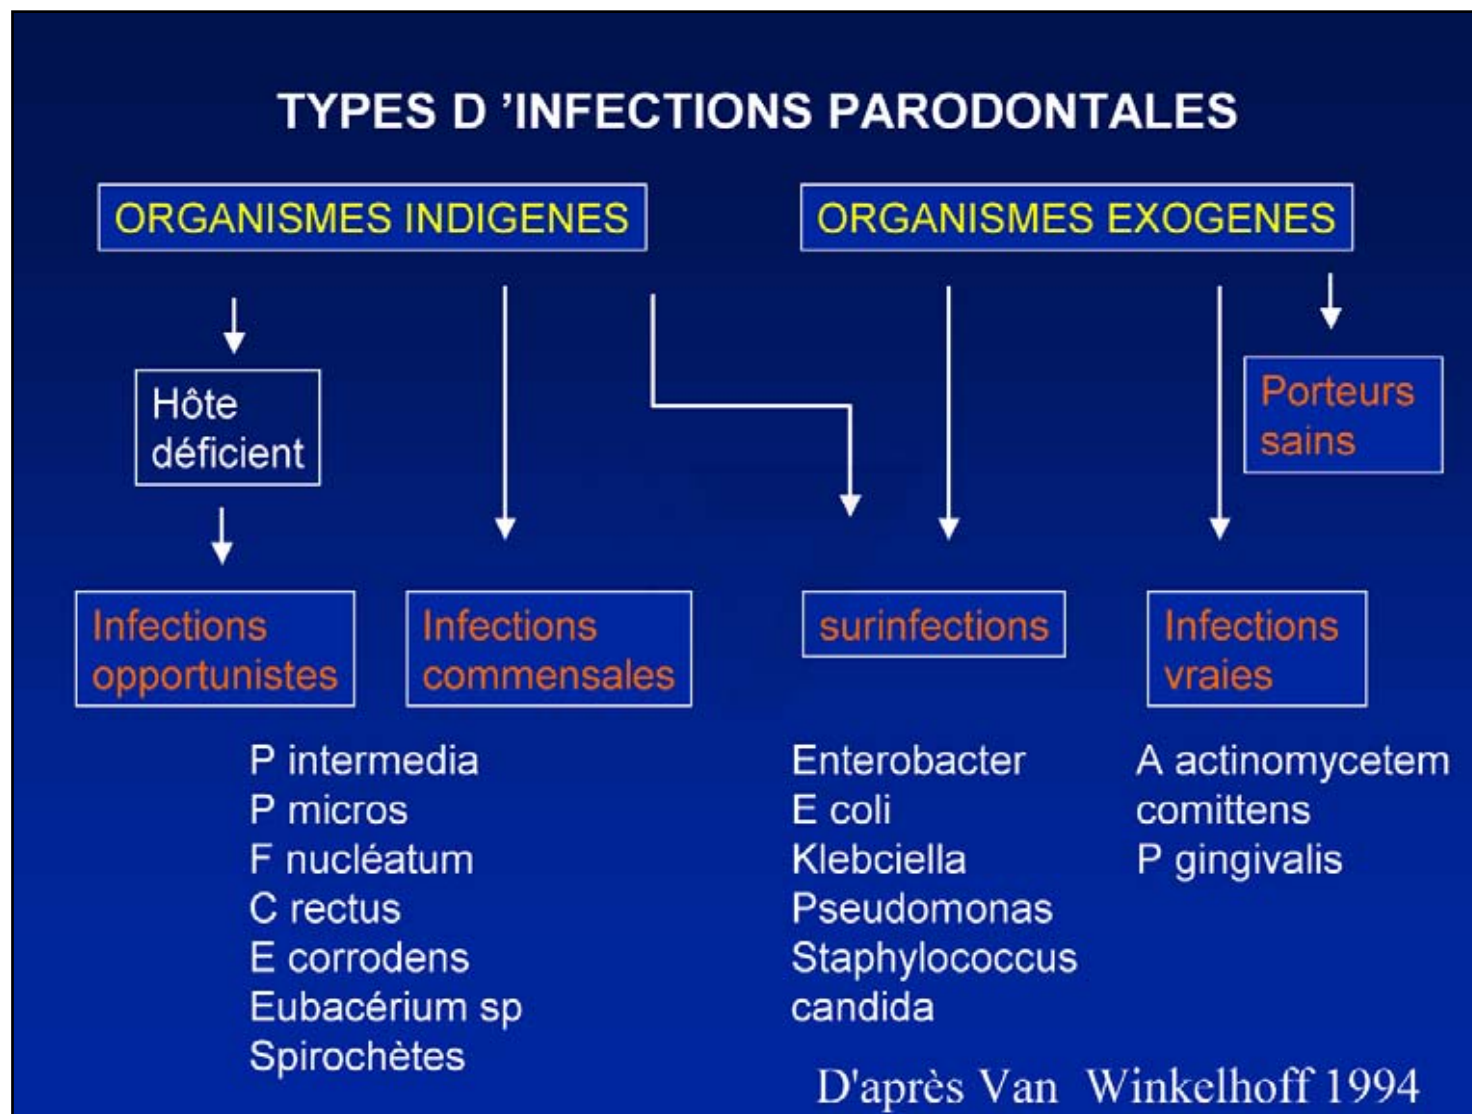 TYPES D ’INFECTIONS PARODONTALES
ORGANISMES INDIGENES
ORGANISMES EXOGENES
Hôte
déficient
Porteurs
sains
Infections
opportunistes
Infections
commensales
surinfections
Infections
vraies
P intermedia
P micros
F nucléatum
C rectus
E corrodens
Eubacérium sp
Spirochètes
Enterobacter
E coli
Klebciella
Pseudomonas
Staphylococcus
candida
A actinomycetem
comittens
P gingivalis
D'après Van Winkelhoff 1994